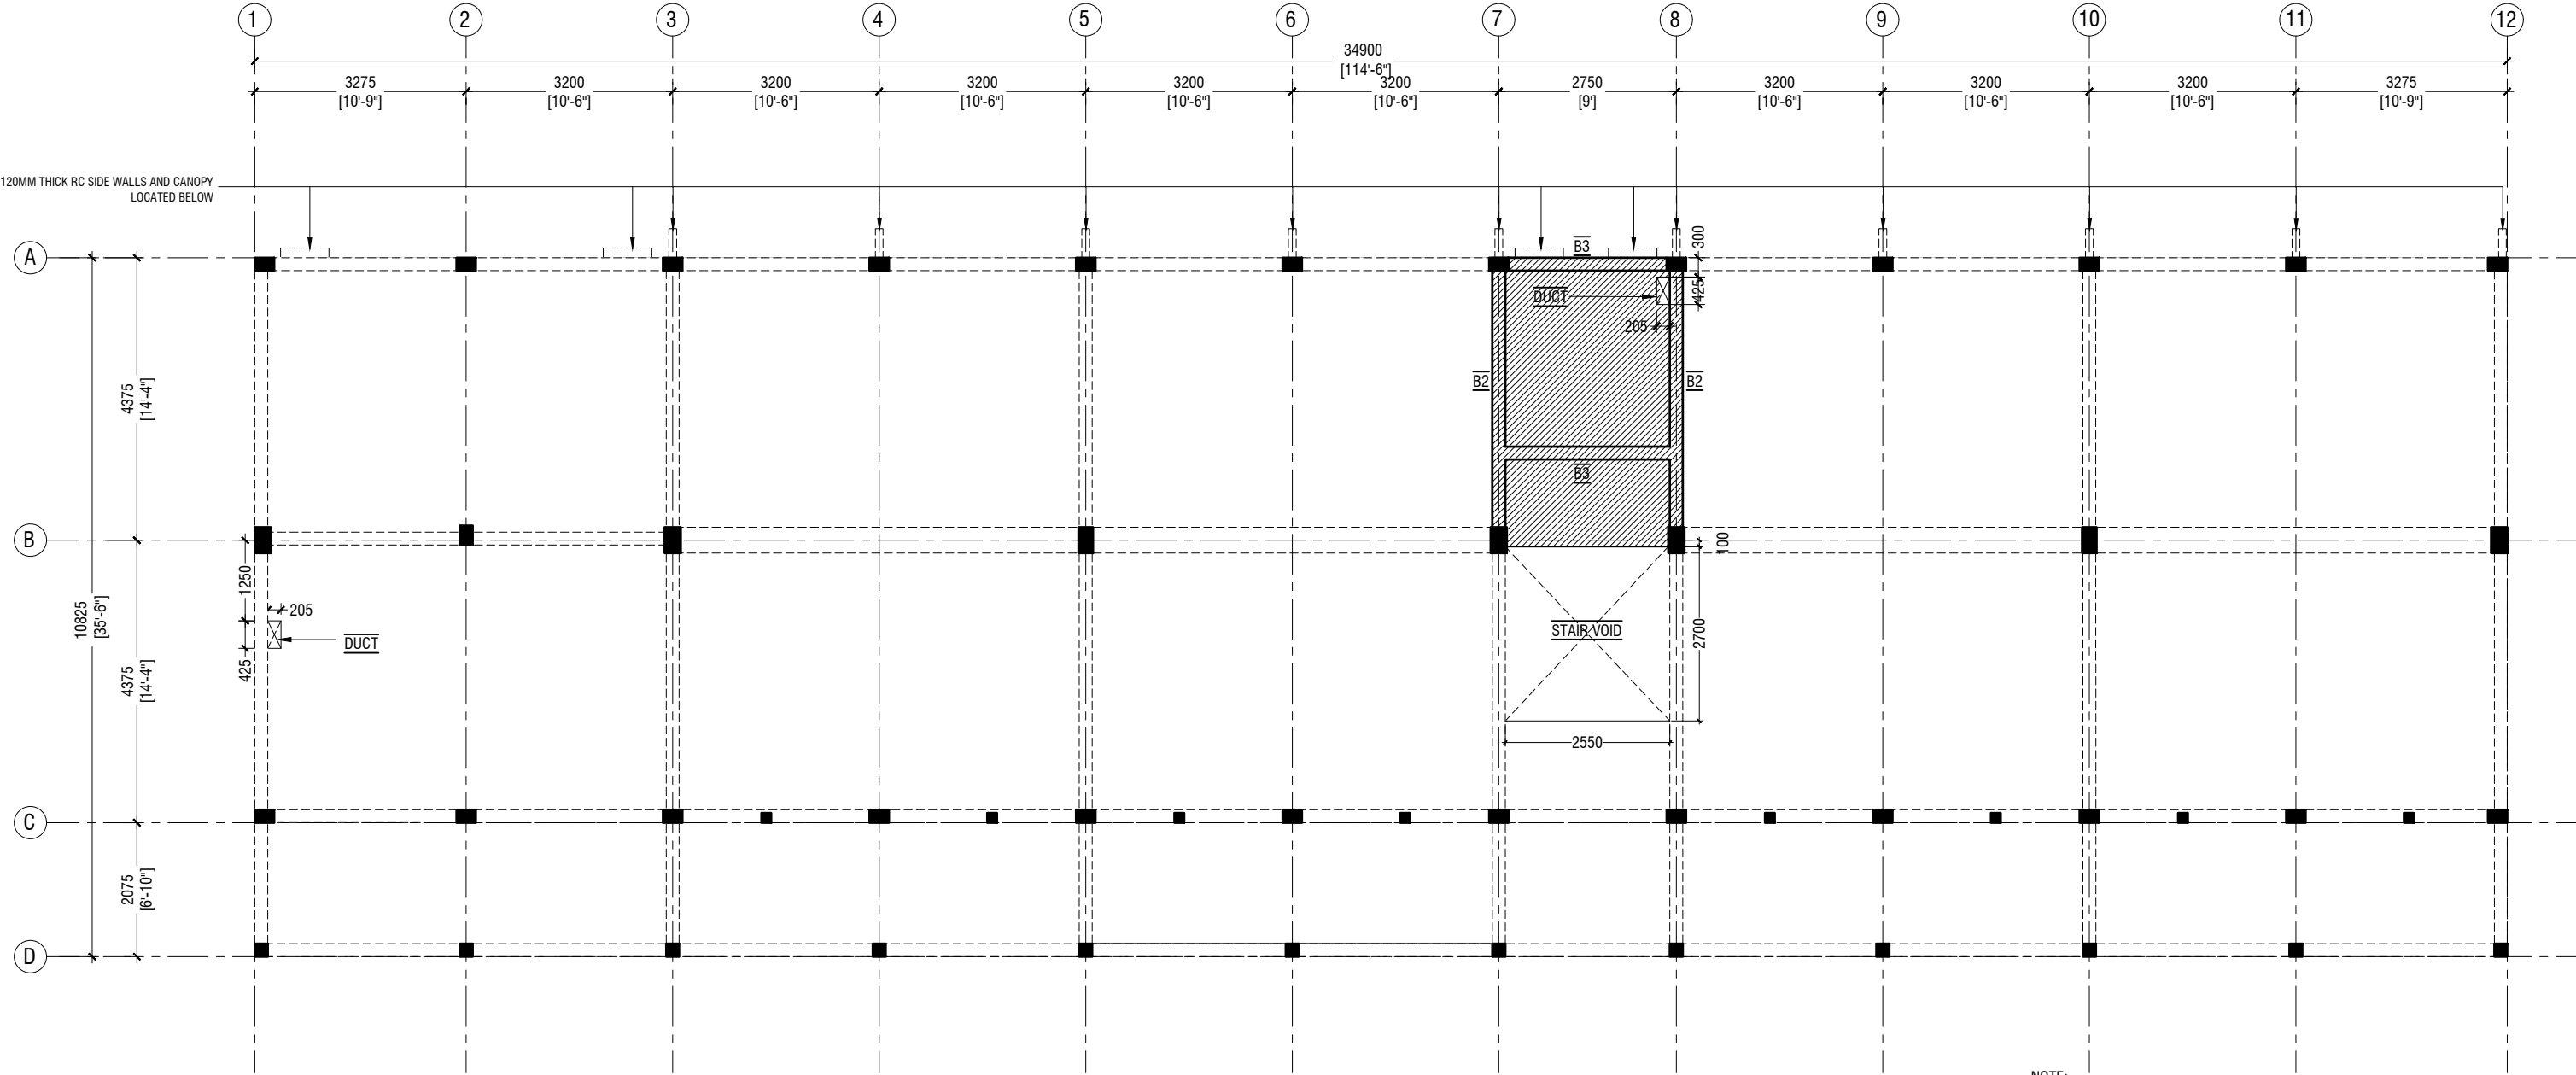 1 2 3 4 5 6 7 8 9 10 11 12
34900
[114'-6"]
3275 3200 3200 3200 3200 3200 2750 3200 3200 3200 3275
[10'-9"] [10'-6"] [10'-6"] [10'-6"] [10'-6"] [10'-6"] [9'] [10'-6"] [10'-6"] [10'-6"] [10'-9"]
120MM THICK RC SIDE WALLS AND CANOPY
LOCATED BELOW
A
B3
300
DUCT
425
205
4375
[14'-4"]
B2
B2
B3
B
100
1250
205
10825
[35'-6"]
DUCT
425
4375
[14'-4"]
STAIR VOID
2700
2550
C
2075
[6'-10"]
D
NOTE: